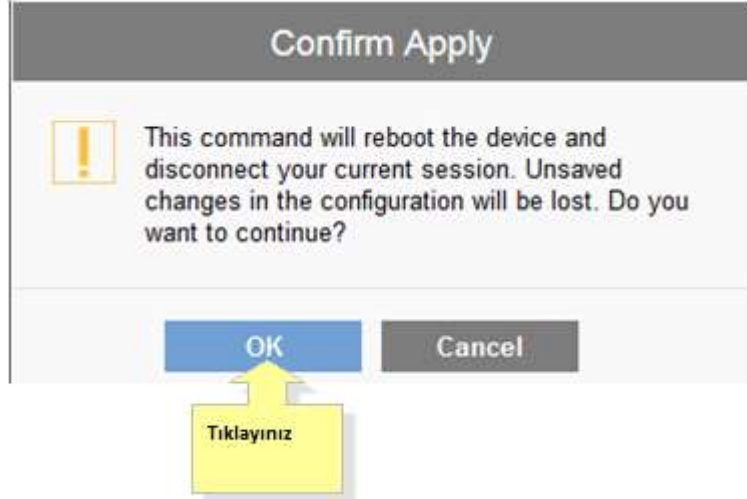 Confirm Apply
This command will reboot the device and
disconnect your current session. Unsaved
changes in the configuration will be lost. Do you
want to continue?
OK
Cancel
Tıklayınız